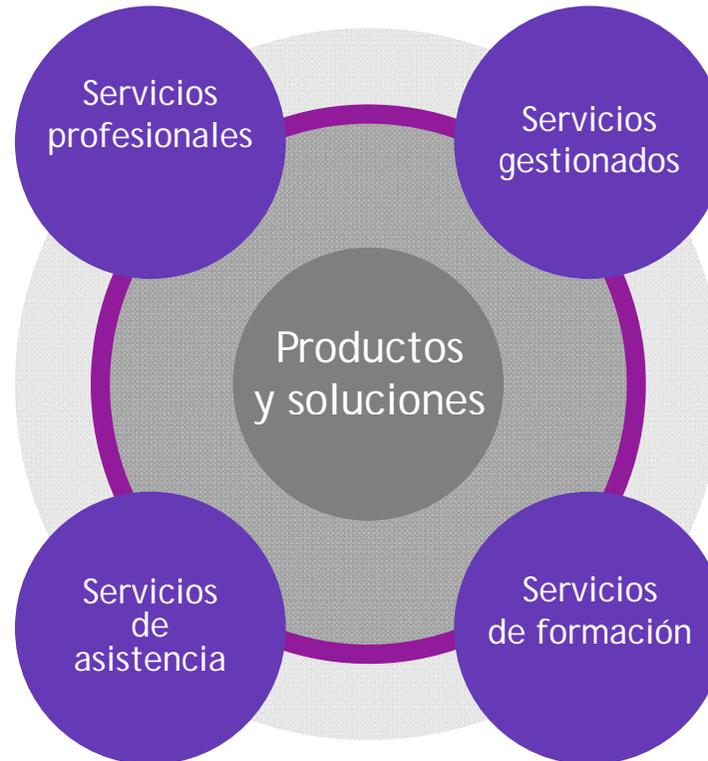 Servicios
profesionales
Servicios
gestionados
Productos
y soluciones
Servicios
de
asistencia
Servicios
de formación